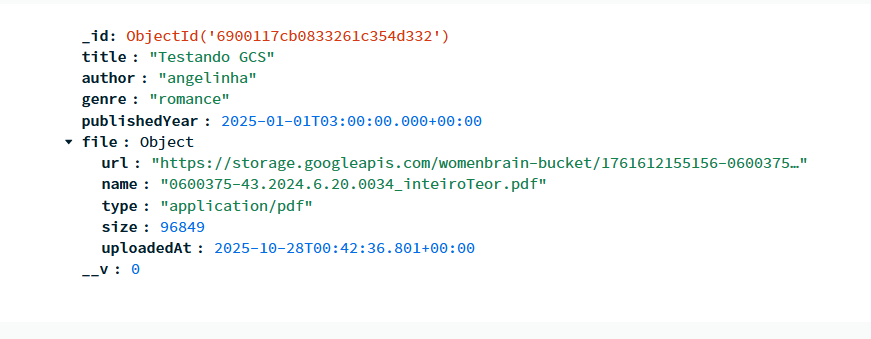 _id: ObjectId('6900117cb0833261c354d332')
title : "Testando GCS"
author : "angelinha"
genre : "romance"
publishedYear : 2025-01-01T03:00:00.000+00:00
file : Object
url : "https://storage.googleapis.com/womenbrain-bucket/1761612155156-0600375…"
name : "0600375-43.2024.6.20.0034_inteiroTeor.pdf"
type : "application/pdf"
size : 96849
uploadedAt : 2025-10-28T00:42:36.801+00:00
__v : 0